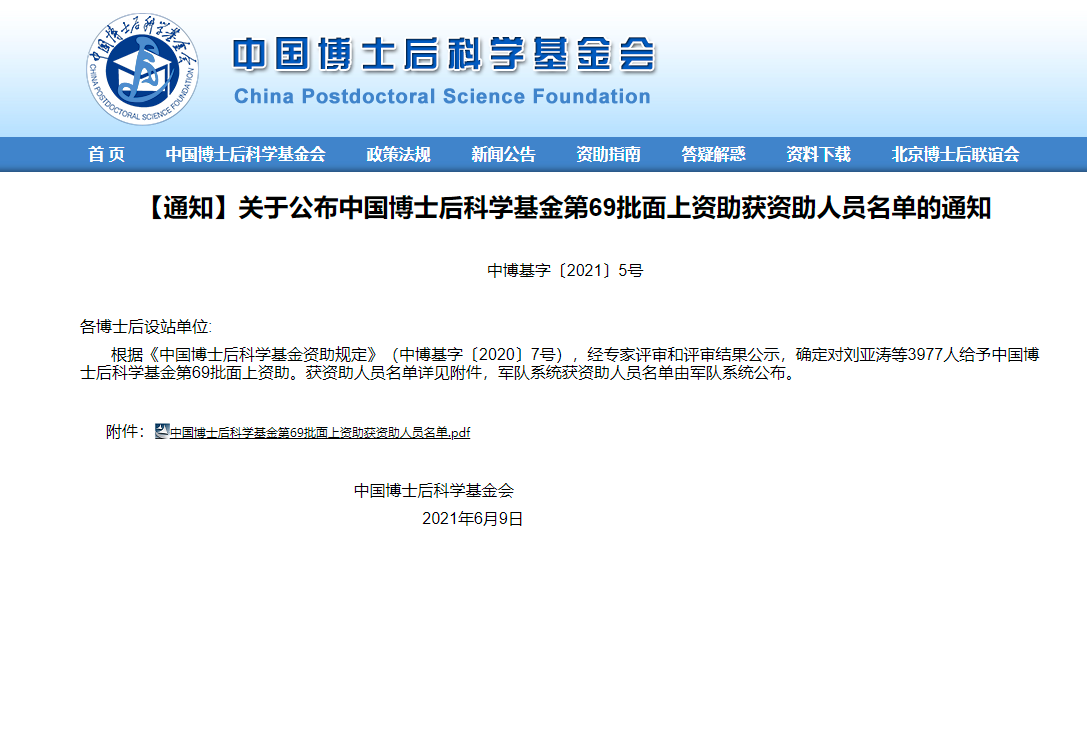 中国博士后科学基金会
CHINA POSTDOCTORAL SCIENCE FOUNDATION
中国博士后科学基金会
China Postdoctoral Science Foundation
首 页 中国博士后科学基金会 政策法规 新闻公告 资助指南 答疑解惑 资料下载 北京博士后联谊会
【通知】关于公布中国博士后科学基金第69批面上资助获资助人员名单的通知
中博基字〔2021〕5号
各博士后设站单位:
根据《中国博士后科学基金资助规定》（中博基字〔2020〕7号），经专家评审和评审结果公示，确定对刘亚涛等3977人给予中国博
士后科学基金第69批面上资助。获资助人员名单详见附件，军队系统获资助人员名单由军队系统公布。
附件：中国博士后科学基金第69批面上资助获资助人员名单.pdf
中国博士后科学基金会
2021年6月9日